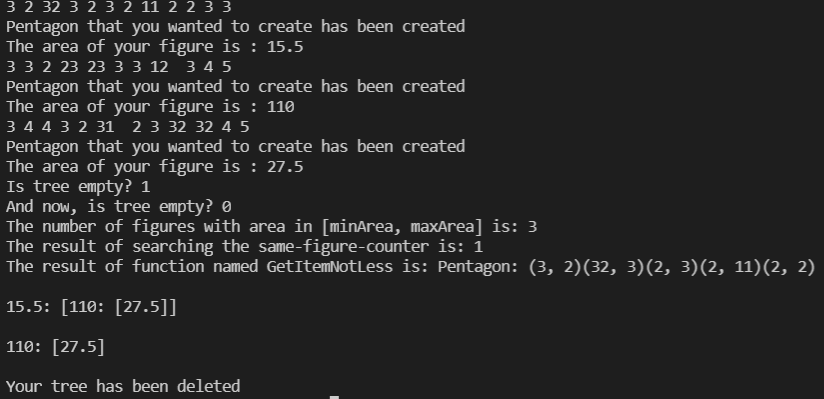 3 2 32 3 2 3 2 11 2 2 3 3
Pentagon that you wanted to create has been created
The area of your figure is : 15.5
3 3 2 23 23 3 3 12  3 4 5
Pentagon that you wanted to create has been created
The area of your figure is : 110
3 4 4 3 2 31  2 3 32 32 4 5
Pentagon that you wanted to create has been created
The area of your figure is : 27.5
Is tree empty? 1
And now, is tree empty? 0
The number of figures with area in [minArea, maxArea] is: 3
The result of searching the same-figure-counter is: 1
The result of function named GetItemNotLess is: Pentagon: (3, 2)(32, 3)(2, 3)(2, 11)(2, 2)
15.5: [110: [27.5]]
110: [27.5]
Your tree has been deleted